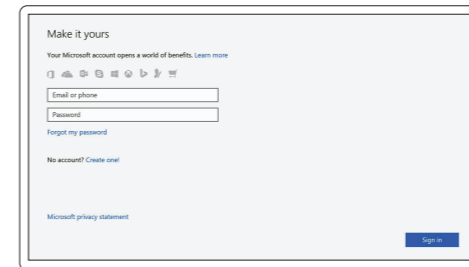 Make it yours
Your Microsoft account opens a world of benefits. Learn more
Email or phone
Password
Forgot my password
No account? Create one!
Microsoft privacy statement
Sign in